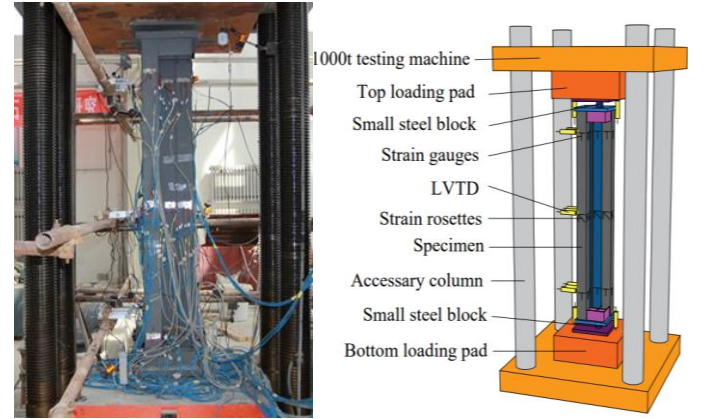 1000t testing machine
Top loading pad
Small steel block
Strain gauges
LVTD
Strain rosettes
Specimen
Accessary column
Small steel block
Bottom loading pad